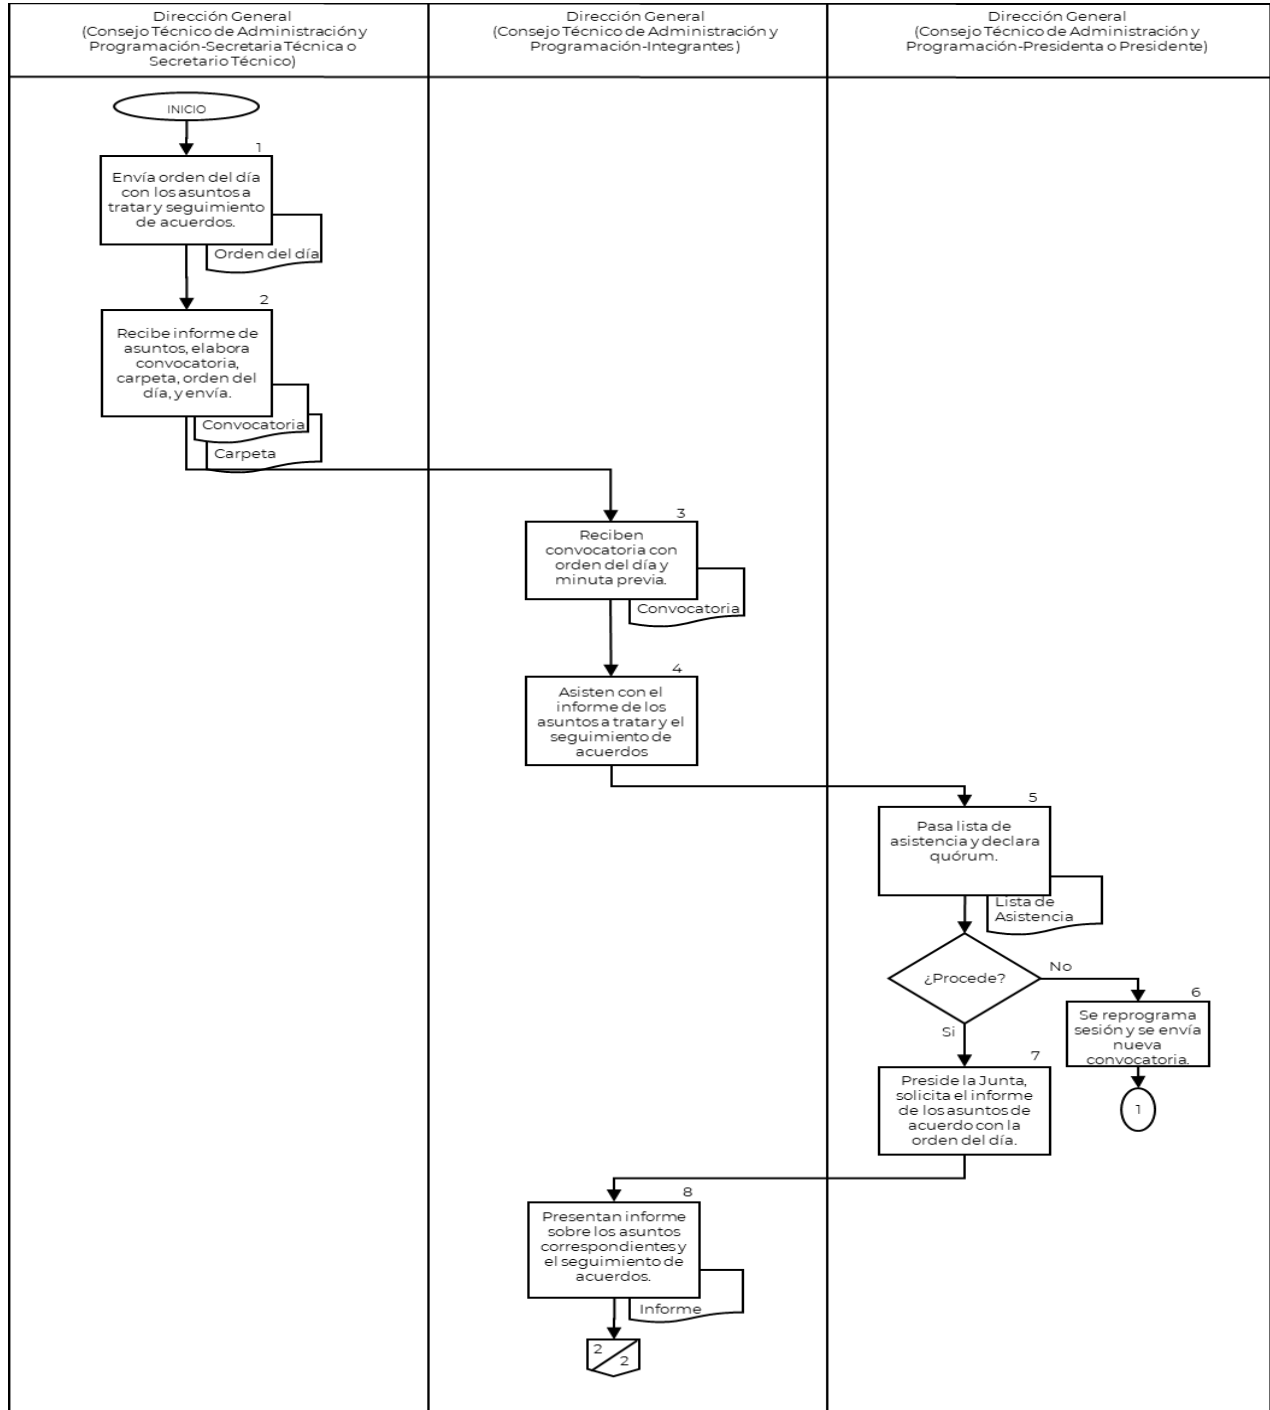 Dirección General
(Consejo Técnico de Administración y
Programación-Secretaria Técnica o
Secretario Técnico)
Dirección General
(Consejo Técnico de Administración y
Programación-Integrantes )
Dirección General
(Consejo Técnico de Administración y
Programación-Presidenta o Presidente)
INICIO
1
Envía orden del día
con los asuntos a
tratar y seguimiento
de acuerdos.
Orden del día
2
Recibe informe de
asuntos, elabora
convocatoria,
carpeta, orden del
día, y envía.
Convocatoria
Carpeta
3
Reciben
convocatoria con
orden del día y
minuta previa.
Convocatoria
4
Asisten con el
informe de los
asuntos a tratar y el
seguimiento de
acuerdos
5
Pasa lista de
asistencia y declara
quórum.
Lista de
Asistencia
¿Procede?
No
6
Se reprograma
sesión y se envía
nueva
convocatoria.
1
Si
7
Preside la Junta,
solicita el informe
de los asuntos de
acuerdo con la
orden del día.
8
Presentan informe
sobre los asuntos
correspondientes y
el seguimiento de
acuerdos.
Informe
2
2